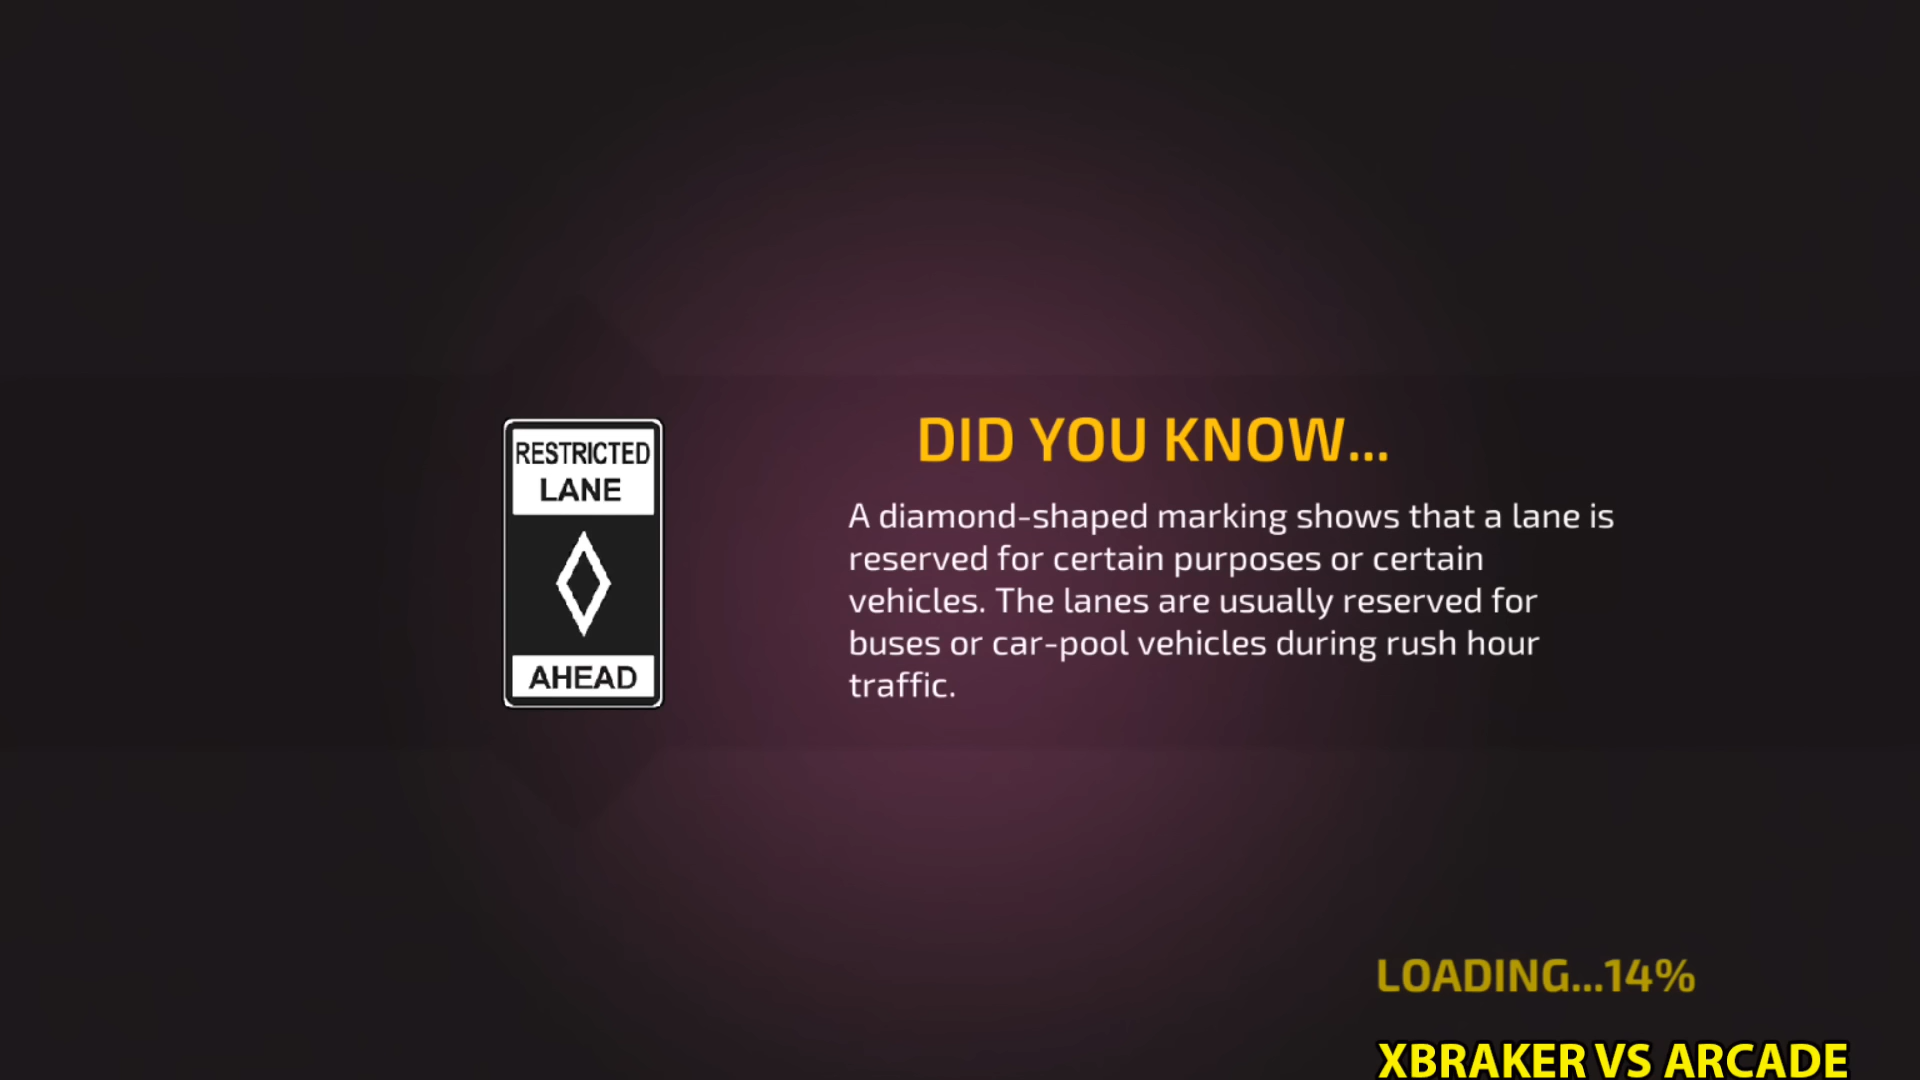 RESTRICTED
LANE
AHEAD
DID YOU KNOW...
A diamond-shaped marking shows that a lane is
reserved for certain purposes or certain
vehicles. The lanes are usually reserved for
buses or car-pool vehicles during rush hour
traffic.
LOADING...14%
XBRAKER VS ARCADE